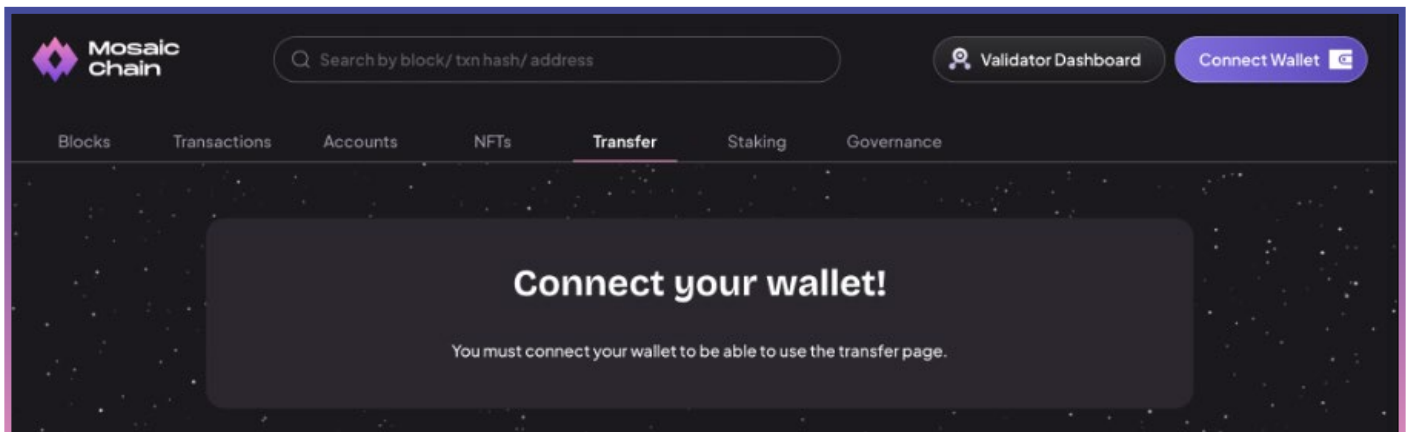 Mosaic
Chain
Search by block/ txn hash/ address
Validator Dashboard
Connect Wallet
Blocks Transactions Accounts NFTs Transfer Staking Governance
Connect your wallet!
You must connect your wallet to be able to use the transfer page.